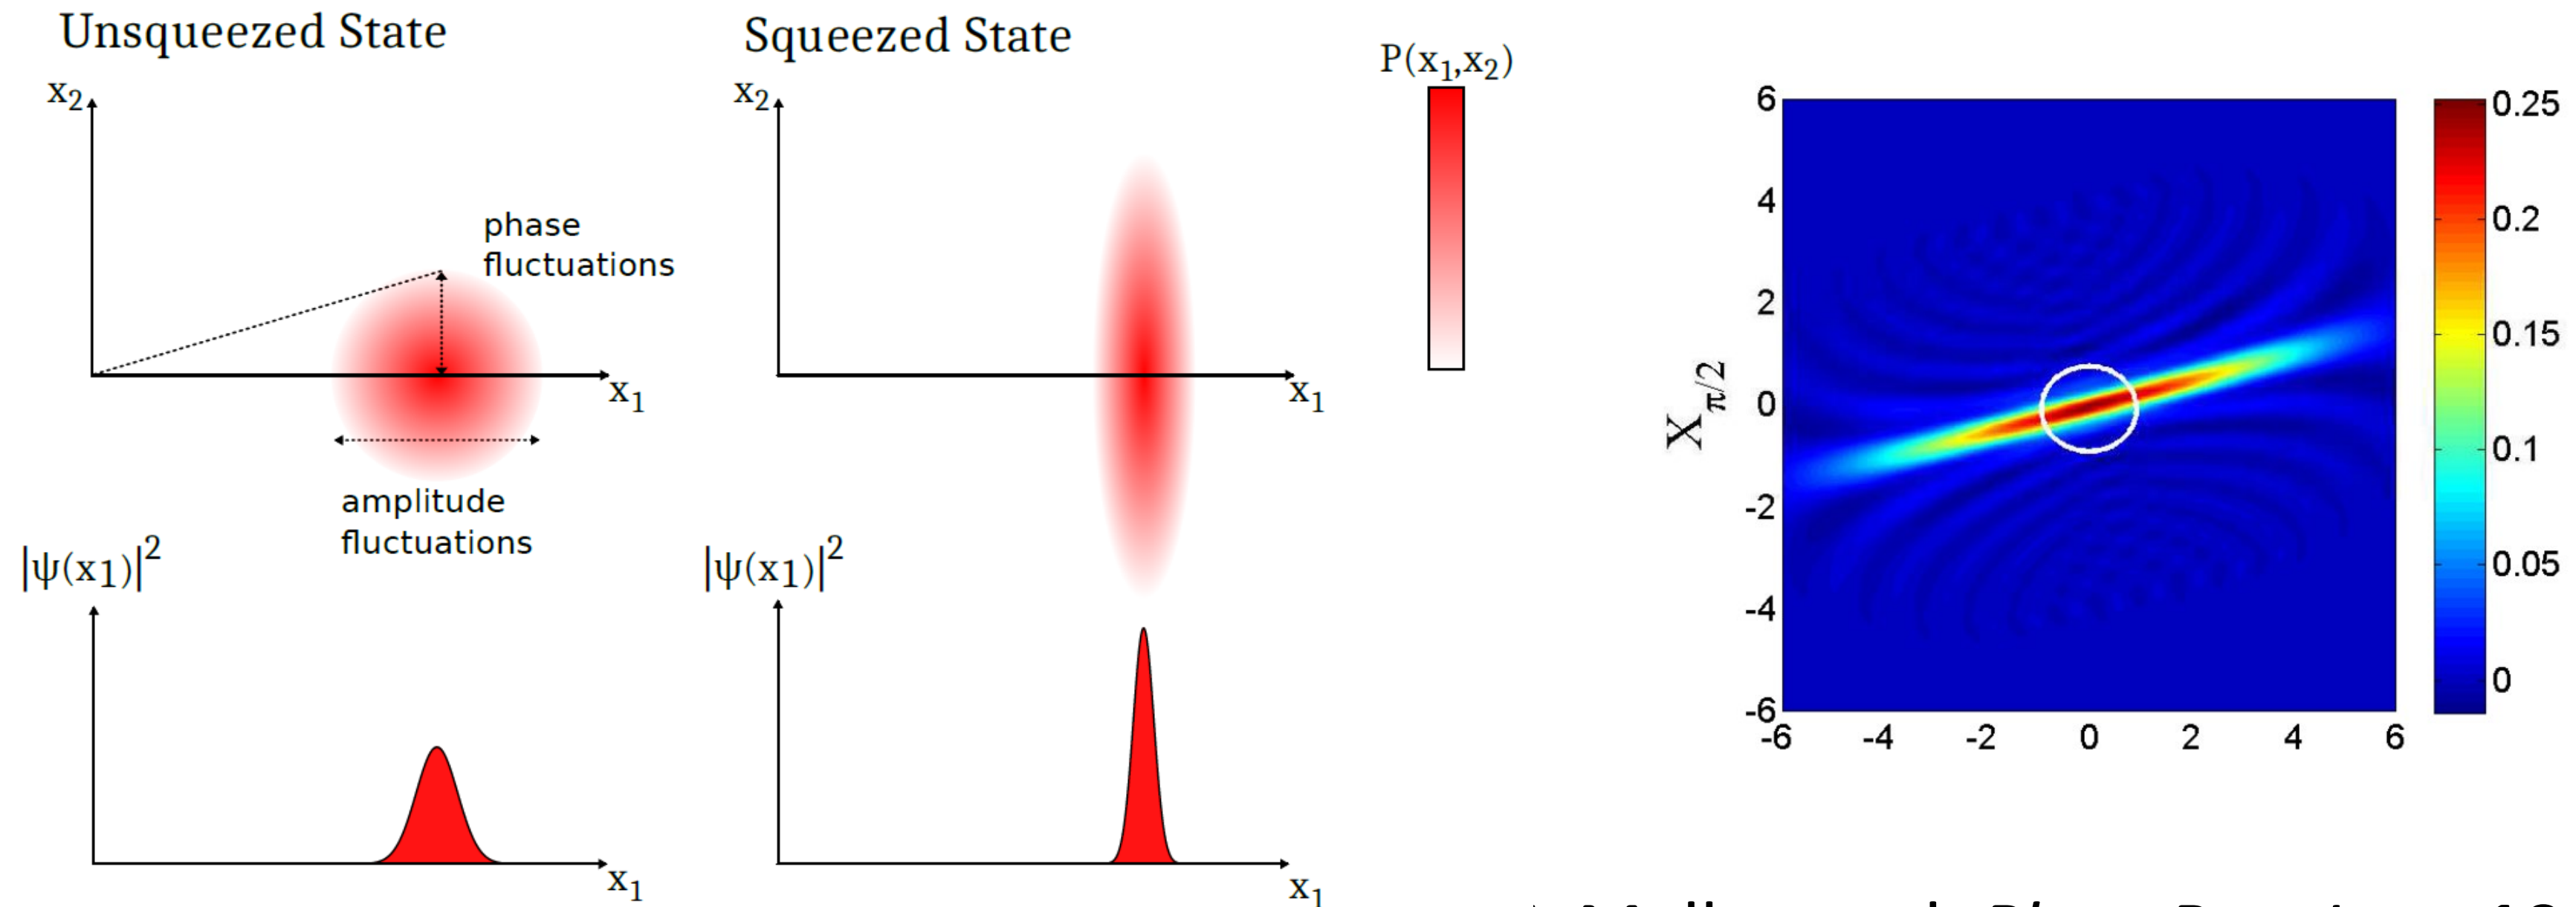 Unsqueezed State
x2
phase
fluctuations
x1
amplitude
fluctuations
|ψ(x1)|2
x1
Squeezed State
x2
x1
|ψ(x1)|2
x1
P(x1,x2)
Xπ/2
6
4
2
0
-2
-4
-6
-6 -4 -2 0 2 4 6
0.25
0.2
0.15
0.1
0.05
0